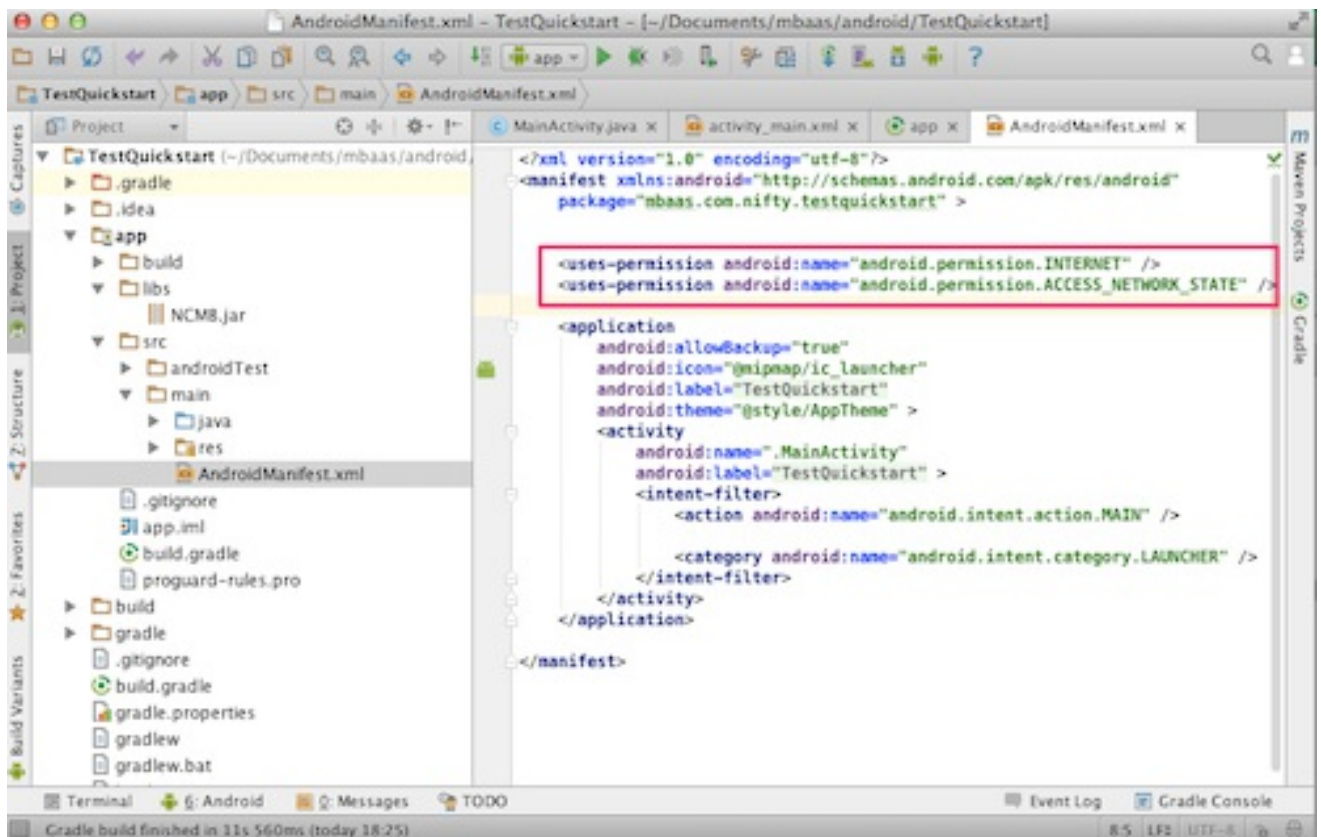 AndroidManifest.xml – TestQuickstart – [~/Documents/mbaas/android/TestQuickstart]
app
TestQuickstart
app
src
main
AndroidManifest.xml
Project
MainActivity.java
activity_main.xml
app
AndroidManifest.xml
Captures
1: Project
Z: Structure
2: Favorites
Build Variants
TestQuickstart (~/Documents/mbaas/android,
.gradle
.idea
app
build
libs
NCMB.jar
src
androidTest
main
java
res
AndroidManifest.xml
.gitignore
app.iml
build.gradle
proguard-rules.pro
build
gradle
.gitignore
build.gradle
gradle.properties
gradlew
gradlew.bat
<?xml version="1.0" encoding="utf-8"?>
<manifest xmlns:android="http://schemas.android.com/apk/res/android"
package="mbaas.com.nifty.testquickstart" >
<uses-permission android:name="android.permission.INTERNET" />
<uses-permission android:name="android.permission.ACCESS_NETWORK_STATE" />
<application
android:allowBackup="true"
android:icon="@mipmap/ic_launcher"
android:label="TestQuickstart"
android:theme="@style/AppTheme" >
<activity
android:name=".MainActivity"
android:label="TestQuickstart" >
<intent-filter>
<action android:name="android.intent.action.MAIN" />
<category android:name="android.intent.category.LAUNCHER" />
</intent-filter>
</activity>
</application>
</manifest>
m Maven Projects
Gradle
Terminal
6: Android
0: Messages
TODO
Event Log
Gradle Console
Gradle build finished in 11s 560ms (today 18:25)
8:5
LF÷
UTF-8